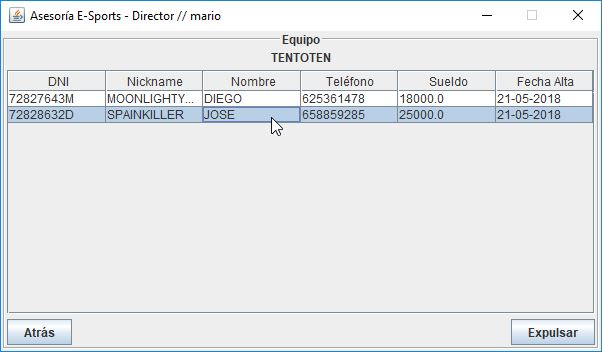 Asesoría E-Sports - Director // mario
Equipo
TENTOTEN
DNI Nickname Nombre Teléfono Sueldo Fecha Alta
72827643M MOONLIGHTY... DIEGO 625361478 18000.0 21-05-2018
72828632D SPAINKILLER JOSE 658859285 25000.0 21-05-2018
Atrás Expulsar